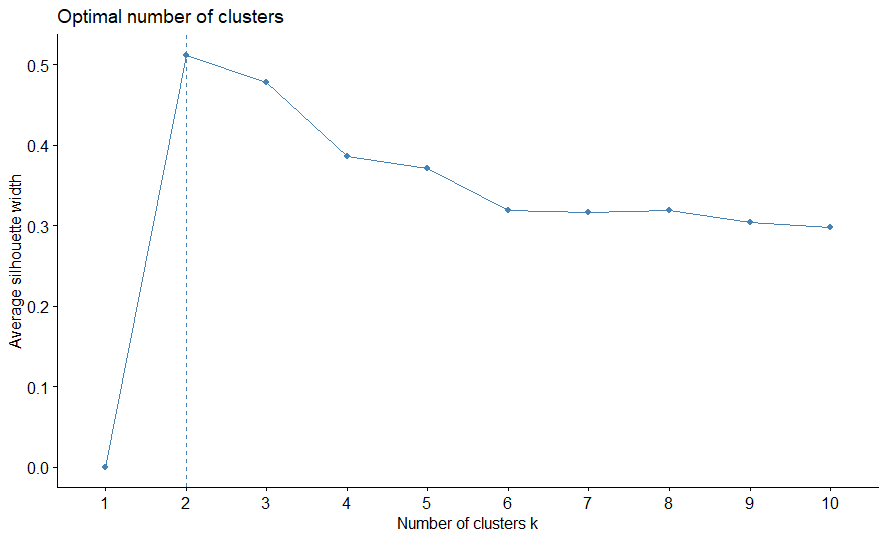 Optimal number of clusters
Average silhouette width
0.5
0.4
0.3
0.2
0.1
0.0
1 2 3 4 5 6 7 8 9 10
Number of clusters k